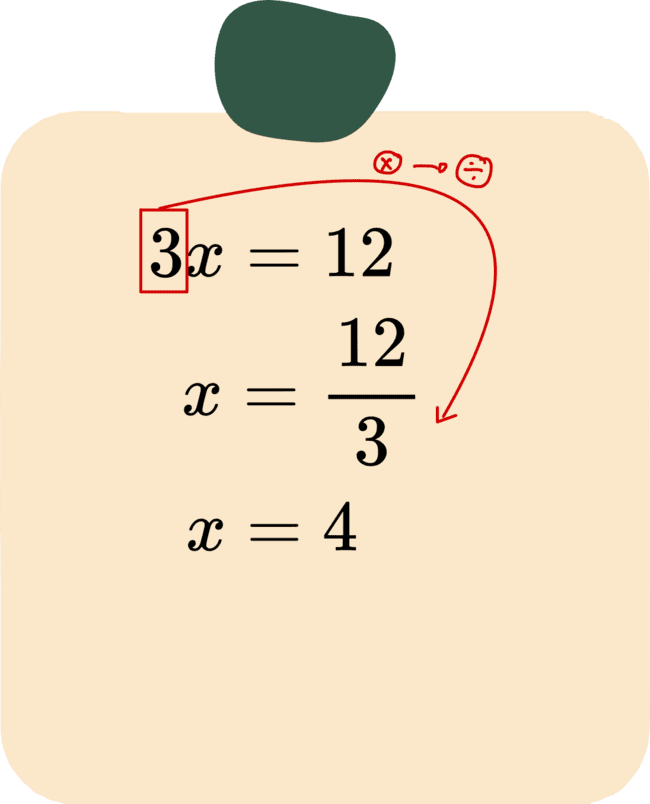 ⓧ → ⊕
3x = 12
x = 12/3
x = 4